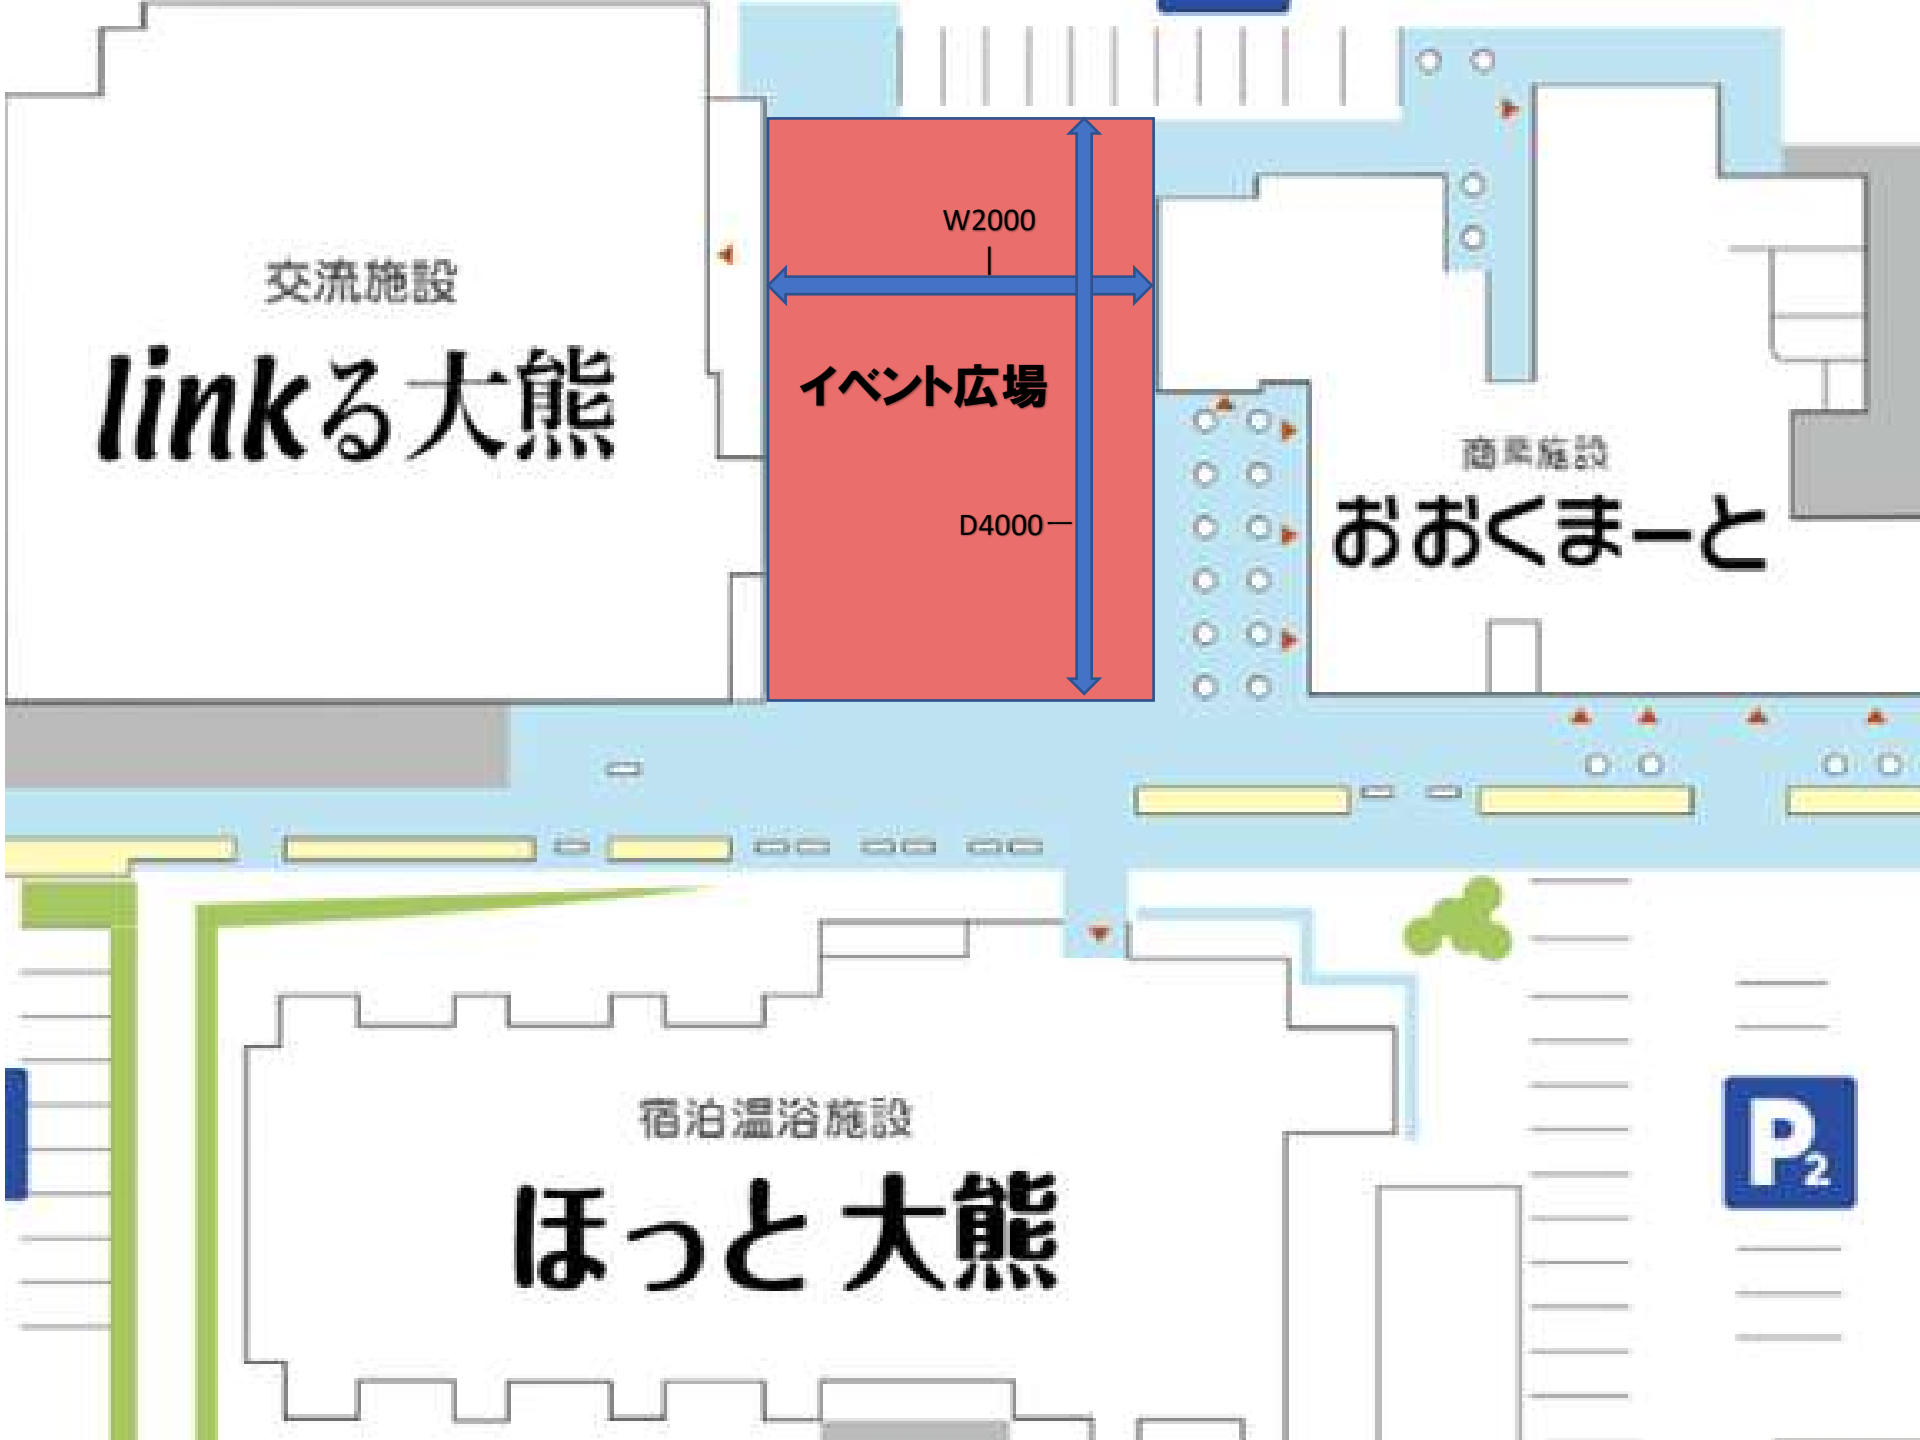 W2000
交流施設
linkる大熊
イベント広場
D4000
商業施設
おおくまーと
宿泊温浴施設
ほっと大熊
P2